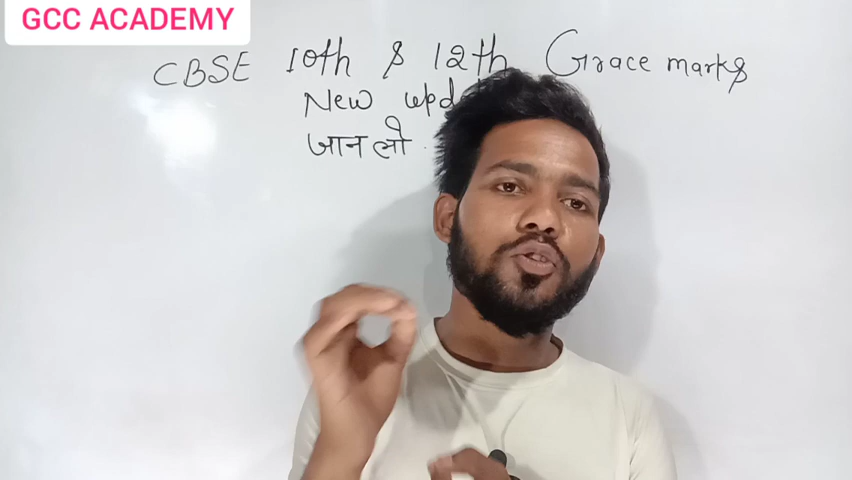 GCC ACADEMY
CBSE 10th & 12th Grace marks
New
जान लो